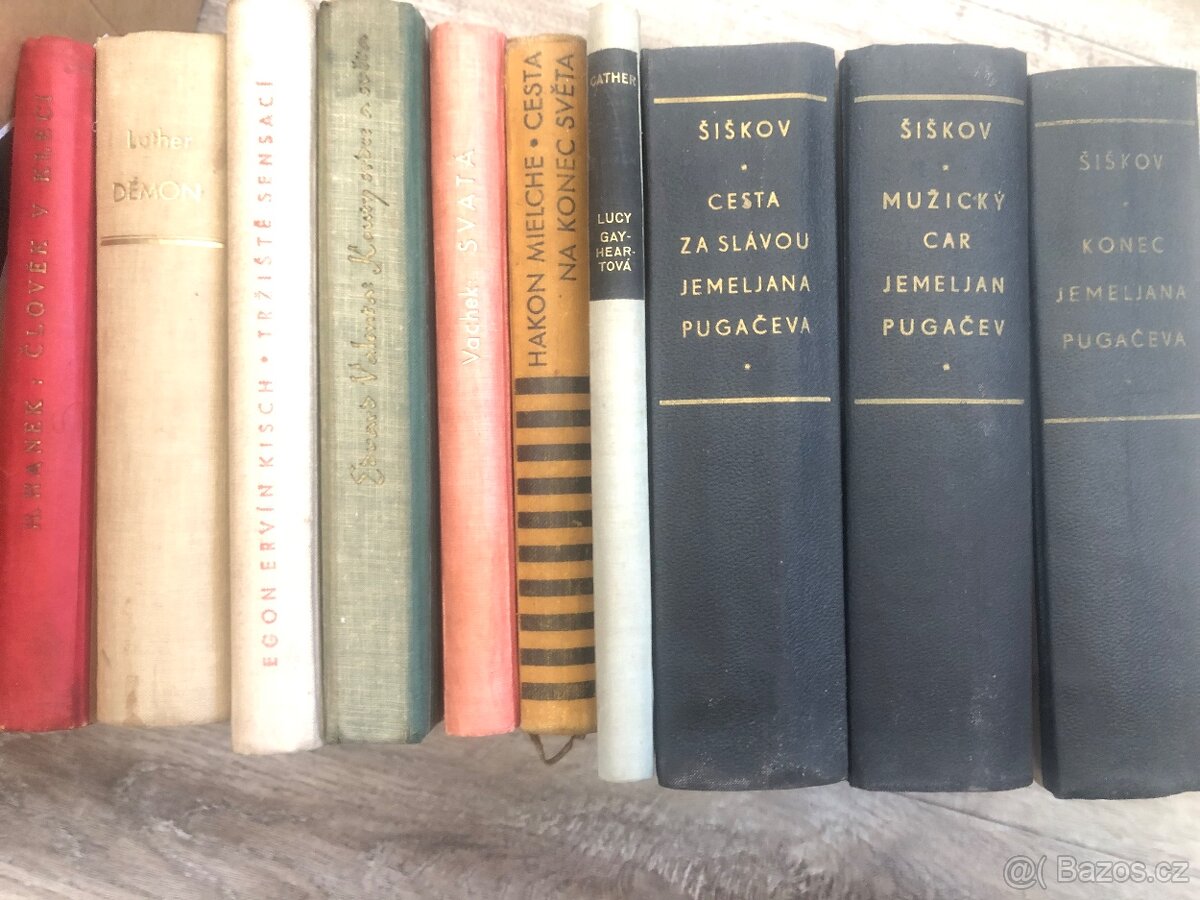 H. HANEK: ČLOVĚK V KLECI
Luther
DÉMON
EGON ERVÍN KISCH • TRŽIŠTĚ SENSACÍ
Eduard Valenta
Vachek SVATÁ
HAKON MIELCHE • CESTA
NA KONEC SVĚTA
CATHER
LUCY
GAY-
HEAR-
TOVÁ
ŠIŠKOV
CESTA
ZA SLÁVOU
JEMELJANA
PUGAČEVA
ŠIŠKOV
MUŽICKÝ
CAR
JEMELJAN
PUGAČEV
ŠIŠKOV
KONEC
JEMELJANA
PUGAČEVA
@( Bazos.cz